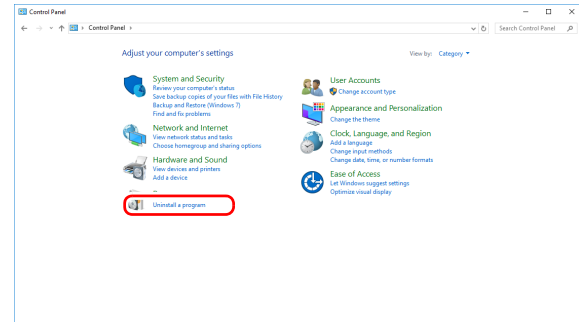 Control Panel
Control Panel
Search Control Panel
Adjust your computer's settings
View by: Category
System and Security
Review your computer's status
Save backup copies of your files with File History
Backup and Restore (Windows 7)
Find and fix problems
Network and Internet
View network status and tasks
Choose homegroup and sharing options
Hardware and Sound
View devices and printers
Add a device
Uninstall a program
User Accounts
Change account type
Appearance and Personalization
Change the theme
Clock, Language, and Region
Add a language
Change input methods
Change date, time, or number formats
Ease of Access
Let Windows suggest settings
Optimize visual display